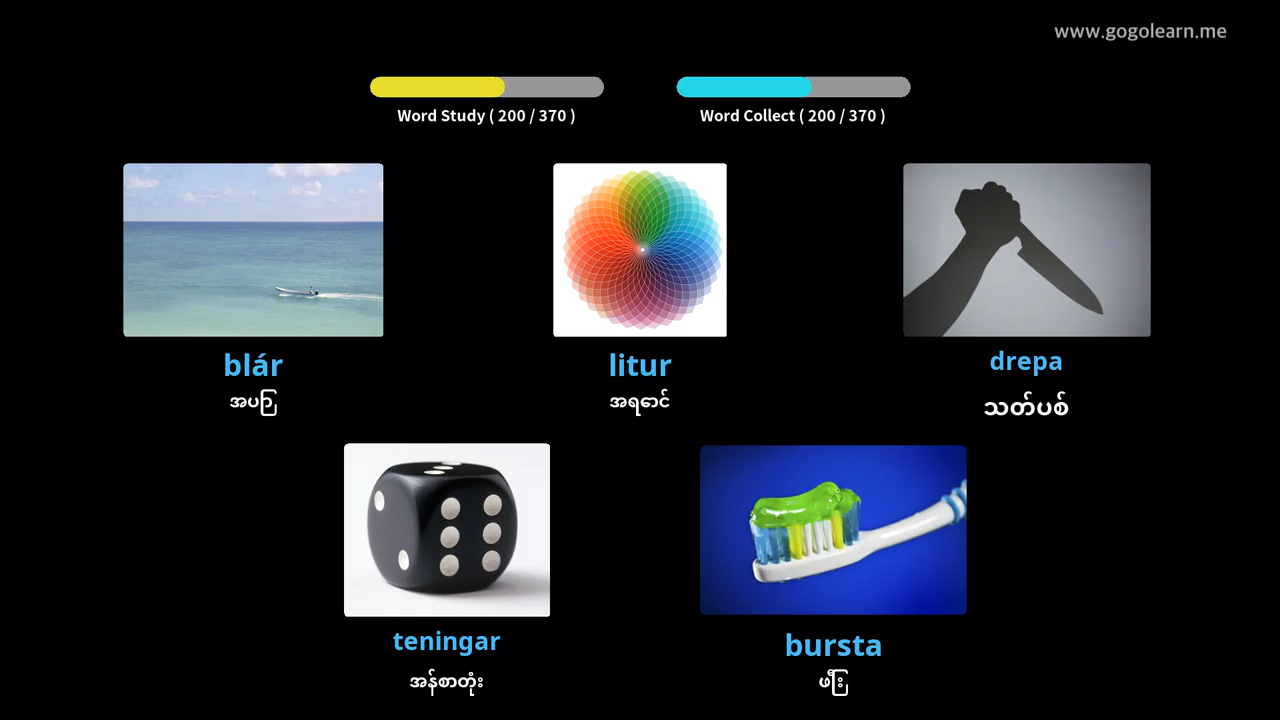 www.gogolearn.me
Word Study ( 200 / 370 )
Word Collect ( 200 / 370 )
blár
အပြာ
litur
အရောင်
drepa
သတ်ပစ်
teningar
အန်စာတုံး
bursta
ဖြီး